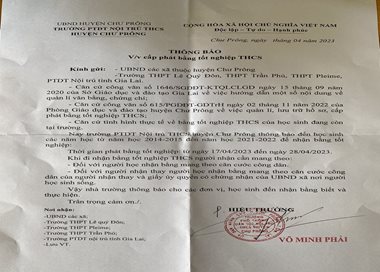 UBND HUYỆN CHƯ PRÔNG
TRƯỜNG PTDT NỘI TRÚ THCS
HUYỆN CHƯ PRÔNG
CỘNG HÒA XÃ HỘI CHỦ NGHĨA VIỆT NAM
Độc lập - Tự do - Hạnh phúc
Chư Prông, ngày tháng 04 năm 2023
THÔNG BÁO
V/v cấp phát bằng tốt nghiệp THCS
Kính gửi: - UBND các xã thuộc huyện Chư Prông
- Trường THPT Lê Quý Đôn, THPT Trần Phú, THPT Pleime,
PTDT Nội trú tỉnh Gia Lai.
- Căn cứ công văn số 1646/SGDĐT-KTQLCLGD ngày 15 tháng 09 năm
2020 của Sở Giáo dục và đào tạo Gia Lai về việc hướng dẫn một số nội dung về
quản lí văn bằng, chứng chỉ;
- Căn cứ công văn số 615/PGDĐT-GDTrH ngày 02 tháng 11 năm 2022 của
Phòng Giáo dục và đào tạo Chư Prông về việc quản lí, lưu trữ hồ sơ, cấp phát
bằng tốt nghiệp THCS;
- Căn cứ tình hình thực tế về bằng tốt nghiệp THCS của học sinh đang còn
tại trường.
Nay trường PTDT Nội trú THCS huyện Chư Prông thông báo đến học sinh
các năm học từ năm học 2014-2015 đến năm học 2021-2022 để nhận bằng tốt
nghiệp THCS.
Thời gian phát bằng tốt nghiệp từ 17/04/2023 đến ngày 28/04/2023.
Khi đi nhận bằng tốt nghiệp THCS người nhận cần mang theo:
- Đối với người học nhận bằng mang theo căn cước công dân.
- Đối với người nhận thay người học nhận bằng mang theo căn cước công
dân của người nhận thay và giấy ủy quyền có chứng nhận của UBND xã nơi người
học sinh sống.
Vậy nhà trường thông báo cho các đơn vị, học sinh đến nhận bằng biết và
thực hiện.
Trân trọng cảm ơn./.
Nơi nhận:
-UBND các xã;
-Trường THPT Lê quý Đôn;
-Trường THPT Pleime;
-Trường THPT Trần Phú;
-Trường PTDT nội trú tỉnh Gia Lai,
-Lưu VT.
HIỆU TRƯỞNG
VÕ MINH PHẢI